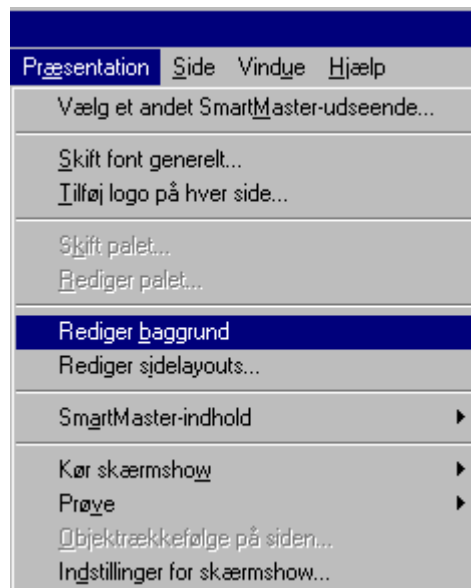 Præsentation Side Vindue Hjælp
Vælg et andet SmartMaster-udseende...
Skift font generelt...
Tilføj logo på hver side...
Skift palet...
Rediger palet...
Rediger baggrund
Rediger sidelayouts...
SmartMaster-indhold
Kør skærmshow
Prøve
Objektrækkefølge på siden...
Indstillinger for skærmshow...